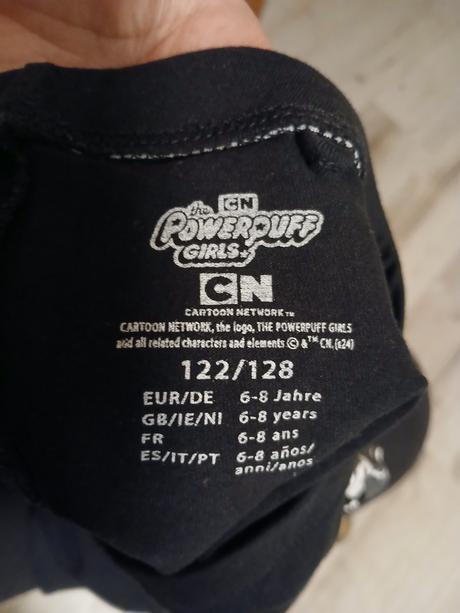 the CN
POWERPUFF
GIRLS
CN
CARTOON NETWORK™
CARTOON NETWORK, the logo, THE POWERPUFF GIRLS
and all related characters and elements © &™ CN. (s24)
122/128
EUR/DE 6-8 Jahre
GB/IE/NI 6-8 years
FR 6-8 ans
ES/IT/PT 6-8 años/
anni/anos